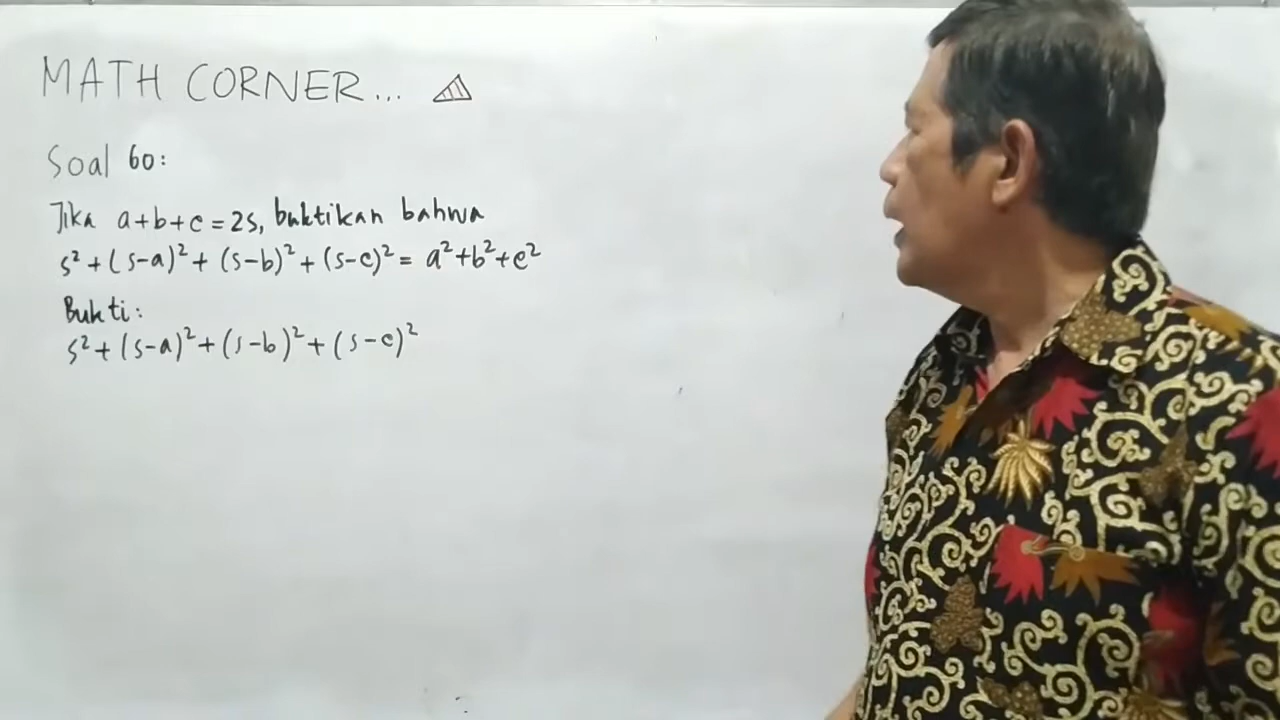 MATH CORNER...
Soal 60:
Jika a+b+c=2s, buktikan bahwa
s²+(s-a)²+(s-b)²+(s-c)²= a²+b²+c²
Bukti:
s²+(s-a)²+(s-b)²+(s-c)²